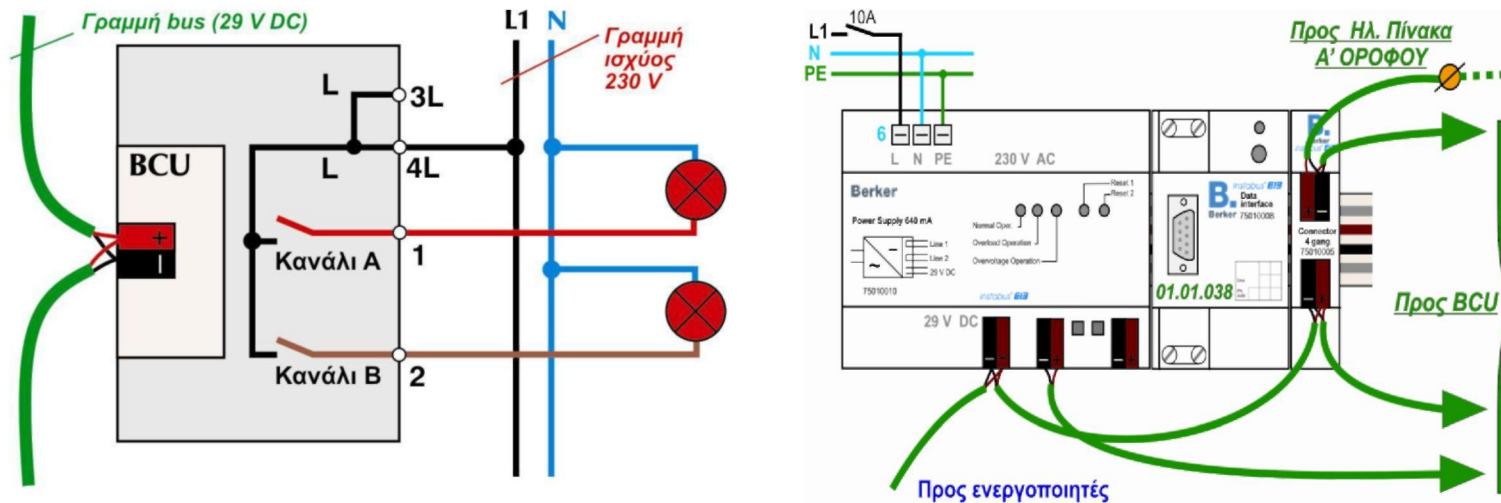 Γραμμή bus (29 V DC)
L1
N
Γραμμή
ισχύος
230 V
L
3L
BCU
L
4L
+
Κανάλι A
1
Κανάλι B
2
10A
L1
N
PE
Προς Ηλ. Πίνακα
Α' ΟΡΟΦΟΥ
6
L N PE
230 V AC
B.
Berker
instabus
Berker
Reset 1
Reset 2
Power Supply 640 mA
Normal Oper.
Line 1
Line 2
29 V DC
Overload Operation
Overvoltage Operation
75010010
instabus
B.
Berker
instabus
Data
interface
75010008
01.01.038
Connector
4 gang
75010005
29 V DC
Προς BCU
Προς ενεργοποιητές